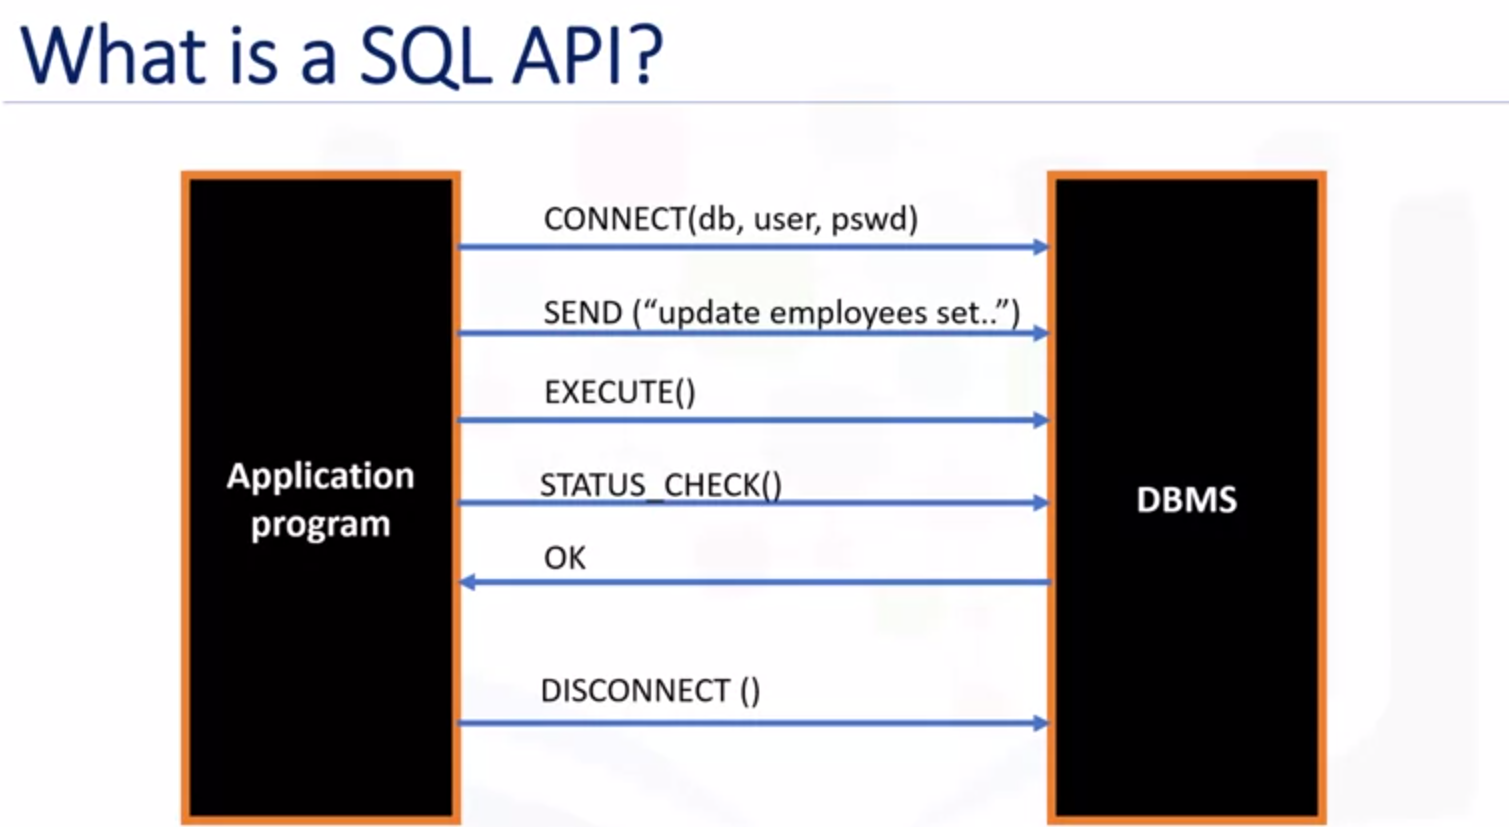 What is a SQL API?
CONNECT(db, user, pswd)
SEND (“update employees set..”)
EXECUTE()
STATUS_CHECK()
OK
DISCONNECT ()
Application
program
DBMS